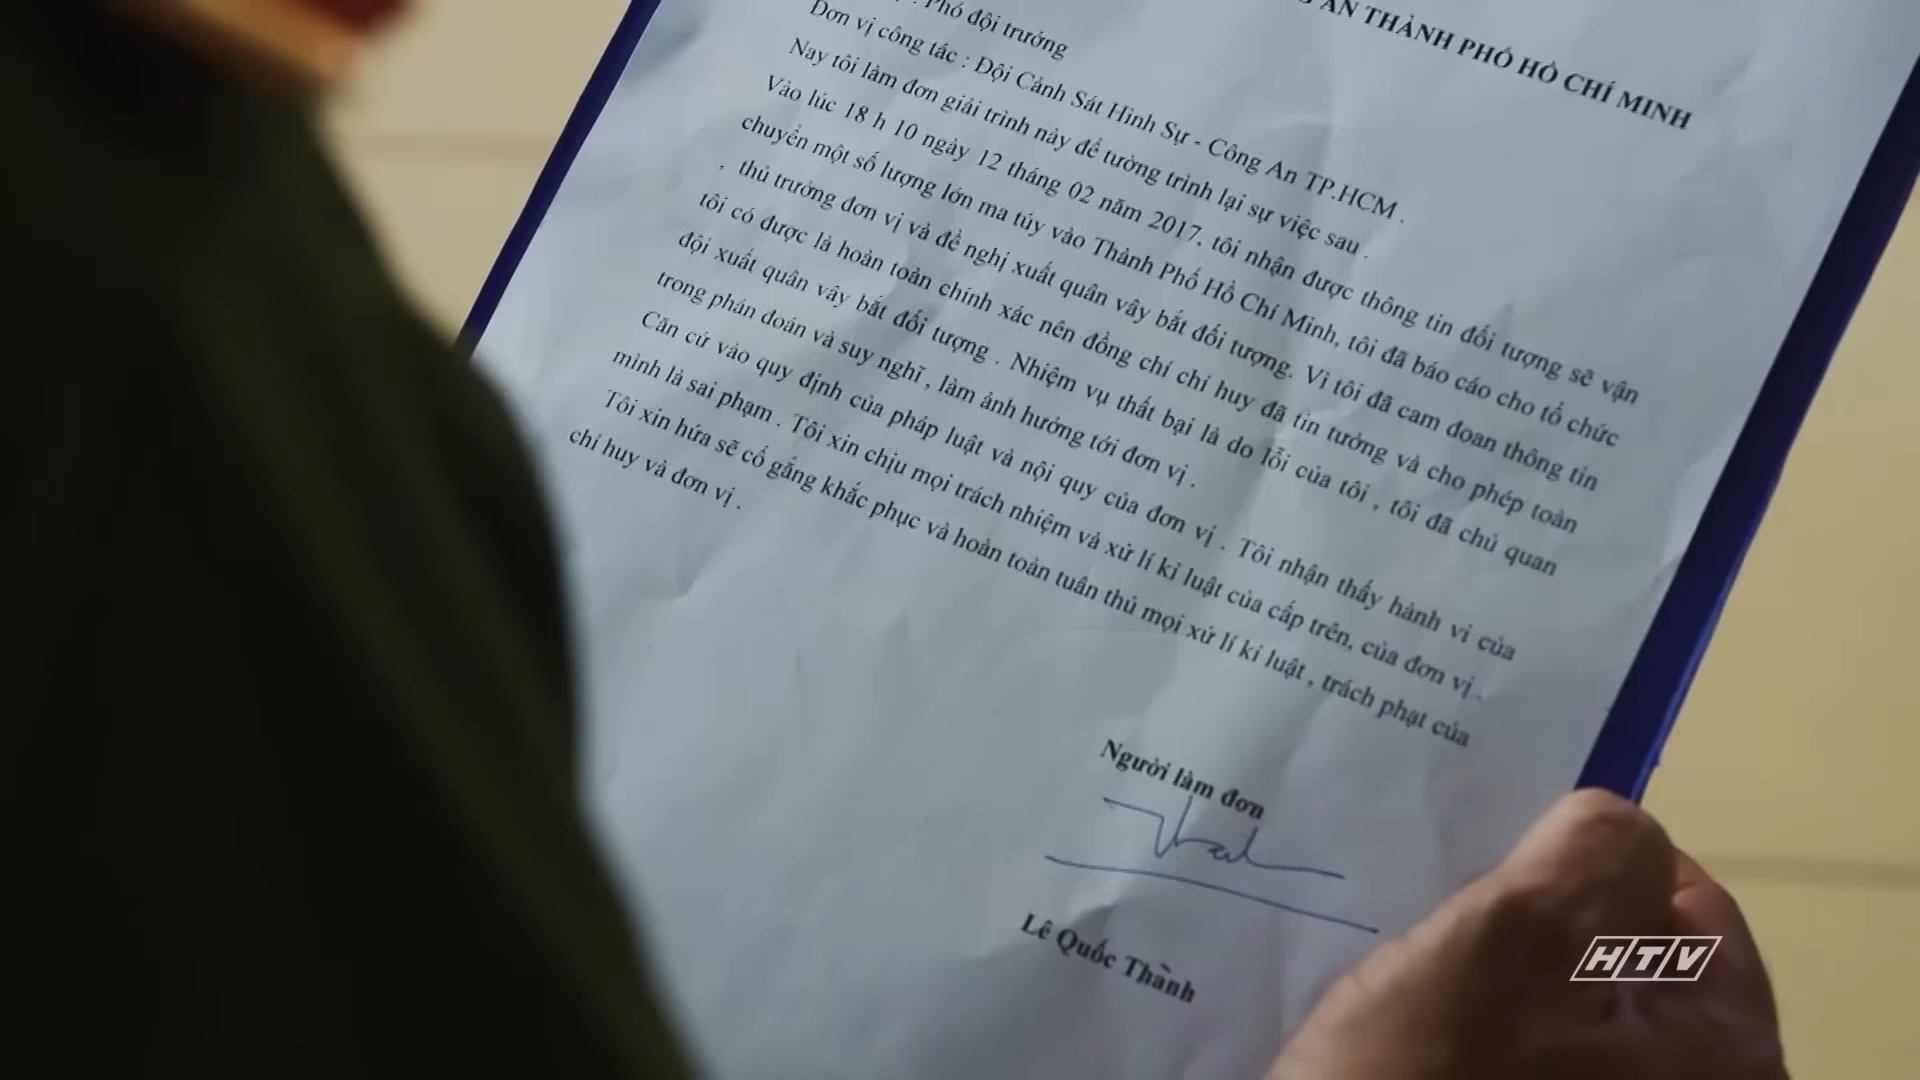 AN THÀNH PHỐ HỒ CHÍ MINH
: Phó đội trưởng
Đơn vị công tác : Đội Cảnh Sát Hình Sự - Công An TP.HCM .
Nay tôi làm đơn giải trình này để tường trình lại sự việc sau .
Vào lúc 18 h 10 ngày 12 tháng 02 năm 2017, tôi nhận được thông tin đối tượng sẽ vận
chuyển một số lượng lớn ma túy vào Thành Phố Hồ Chí Minh, tôi đã báo cáo cho tổ chức
, thủ trưởng đơn vị và đề nghị xuất quân vây bắt đối tượng. Vì tôi đã cam đoan thông tin
tôi có được là hoàn toàn chính xác nên đồng chí chỉ huy đã tin tưởng và cho phép toàn
đội xuất quân vây bắt đối tượng . Nhiệm vụ thất bại là do lỗi của tôi , tôi đã chủ quan
trong phán đoán và suy nghĩ , làm ảnh hưởng tới đơn vị .
Căn cứ vào quy định của pháp luật và nội quy của đơn vị . Tôi nhận thấy hành vi của
mình là sai phạm . Tôi xin chịu mọi trách nhiệm và xử lí kỉ luật của cấp trên, của đơn vị .
Tôi xin hứa sẽ cố gắng khắc phục và hoàn toàn tuân thủ mọi xử lí kỉ luật , trách phạt của
chỉ huy và đơn vị .
Người làm đơn
Lê Quốc Thành
HTV